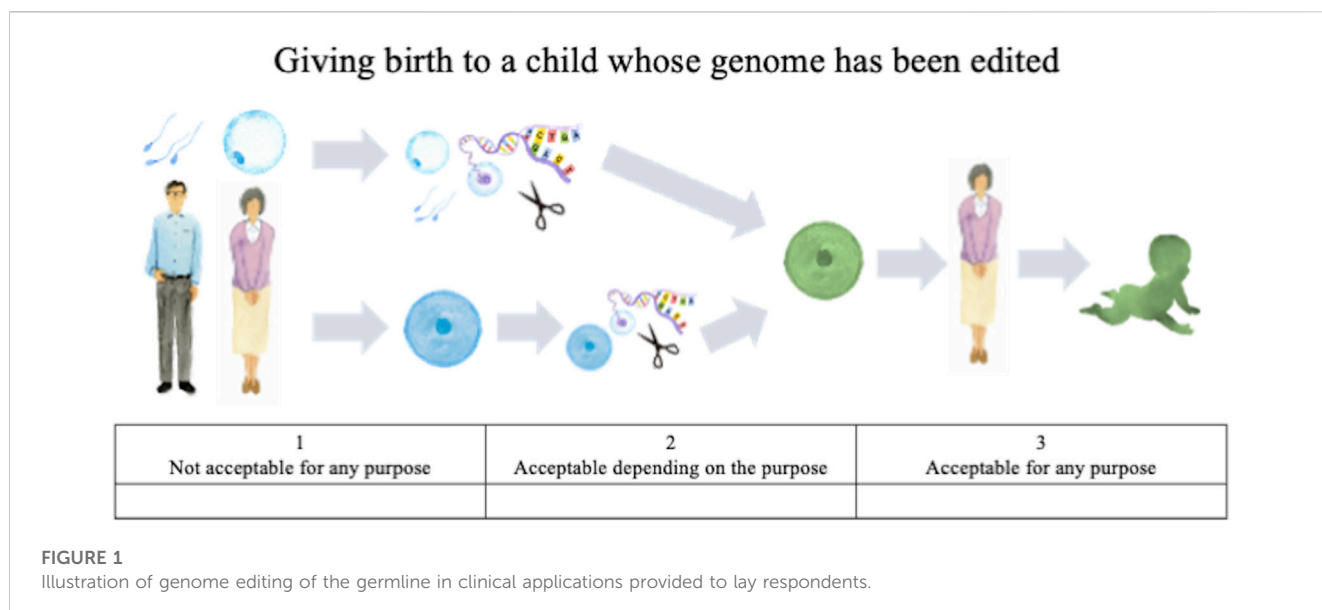 Giving birth to a child whose genome has been edited
1
Not acceptable for any purpose
2
Acceptable depending on the purpose
3
Acceptable for any purpose
FIGURE 1
Illustration of genome editing of the germline in clinical applications provided to lay respondents.